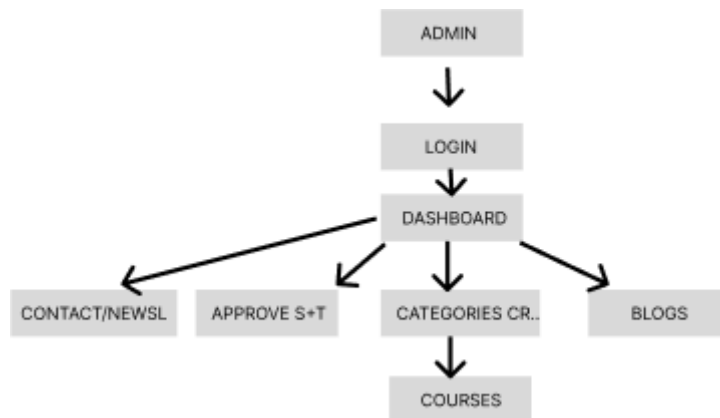 ADMIN
LOGIN
DASHBOARD
CONTACT/NEWSL
APPROVE S+T
CATEGORIES CR..
BLOGS
COURSES